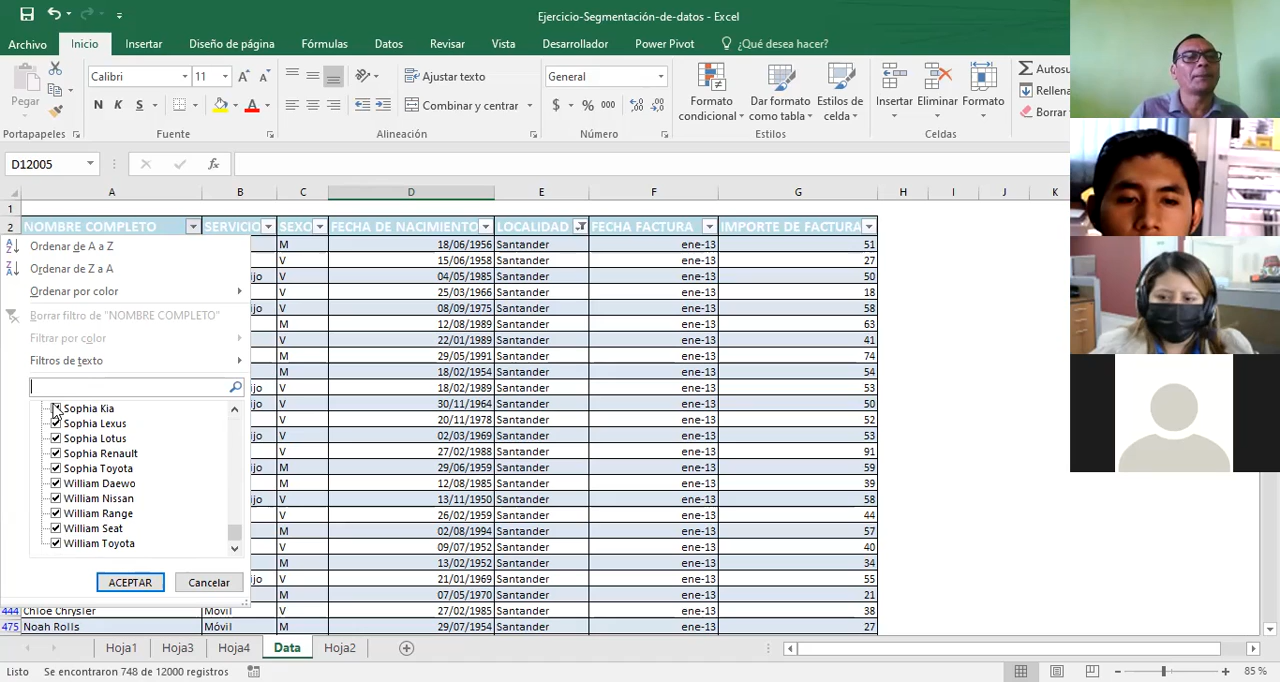 Ejercicio-Segmentación-de-datos - Excel
Archivo Inicio Insertar Diseño de página Fórmulas Datos Revisar Vista Desarrollador Power Pivot ¿Qué desea hacer?
Pegar
Calibri 11
Ajustar texto
General
Formato condicional
Dar formato como tabla
Estilos de celda
Insertar Eliminar Formato
Autosu
Rellena
Borrar
N K S
Combinar y centrar
$ % 000
Portapapeles Fuente Alineación Número Estilos Celdas
D12005 fx
A B C D E F G H I J K
1
2 NOMBRE COMPLETO SERVICIO SEXO FECHA DE NACIMIENTO LOCALIDAD FECHA FACTURA IMPORTE DE FACTURA
M 18/06/1956 Santander ene-13 51
V 15/06/1958 Santander ene-13 27
ijo V 04/05/1985 Santander ene-13 50
V 25/03/1966 Santander ene-13 18
ijo V 08/09/1975 Santander ene-13 58
M 12/08/1989 Santander ene-13 63
V 22/01/1989 Santander ene-13 41
M 29/05/1991 Santander ene-13 74
M 18/02/1954 Santander ene-13 54
V 18/02/1989 Santander ene-13 53
ijo V 30/11/1964 Santander ene-13 50
V 20/11/1978 Santander ene-13 52
ijo V 02/03/1969 Santander ene-13 53
V 27/02/1988 Santander ene-13 91
ijo M 29/06/1959 Santander ene-13 59
M 12/08/1985 Santander ene-13 39
ijo V 13/11/1950 Santander ene-13 58
V 26/02/1959 Santander ene-13 44
M 02/08/1994 Santander ene-13 57
V 09/07/1952 Santander ene-13 40
M 13/02/1952 Santander ene-13 34
ijo V 21/01/1969 Santander ene-13 55
M 07/05/1970 Santander ene-13 21
444 Chloe Chrysler Móvil V 27/02/1985 Santander ene-13 38
475 Noah Rolls Móvil M 29/07/1954 Santander ene-13 27
Ordenar de A a Z
Ordenar de Z a A
Ordenar por color
Borrar filtro de "NOMBRE COMPLETO"
Filtrar por color
Filtros de texto
Sophia Kia
Sophia Lexus
Sophia Lotus
Sophia Renault
Sophia Toyota
William Daewo
William Nissan
William Range
William Seat
William Toyota
ACEPTAR Cancelar
Hoja1 Hoja3 Hoja4 Data Hoja2
Listo Se encontraron 748 de 12000 registros 85 %